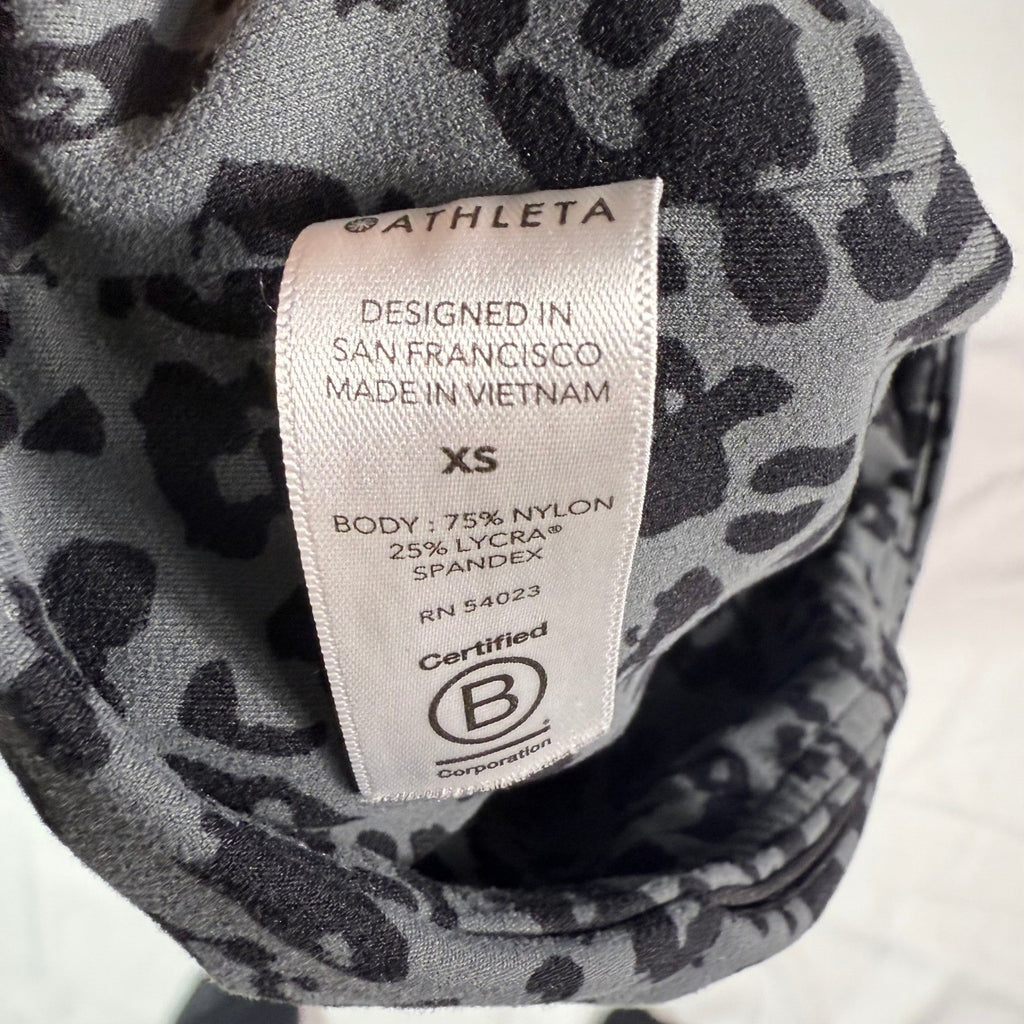 ATHLETA
DESIGNED IN
SAN FRANCISCO
MADE IN VIETNAM
XS
BODY : 75% NYLON
25% LYCRA®
SPANDEX
RN 54023
Certified
B
Corporation